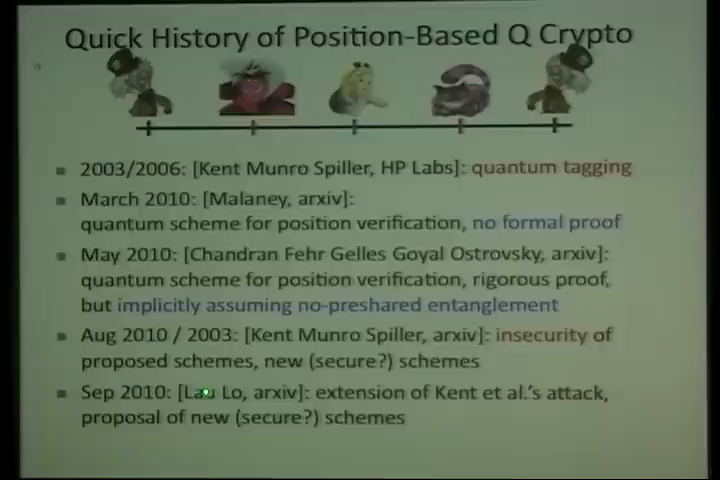 Quick History of Position-Based Q Crypto
2003/2006: [Kent Munro Spiller, HP Labs]: quantum tagging
March 2010: [Malaney, arxiv]:
quantum scheme for position verification, no formal proof
May 2010: [Chandran Fehr Gelles Goyal Ostrovsky, arxiv]:
quantum scheme for position verification, rigorous proof,
but implicitly assuming no-preshared entanglement
Aug 2010 / 2003: [Kent Munro Spiller, arxiv]: insecurity of
proposed schemes, new (secure?) schemes
Sep 2010: [Lau Lo, arxiv]: extension of Kent et al.'s attack,
proposal of new (secure?) schemes